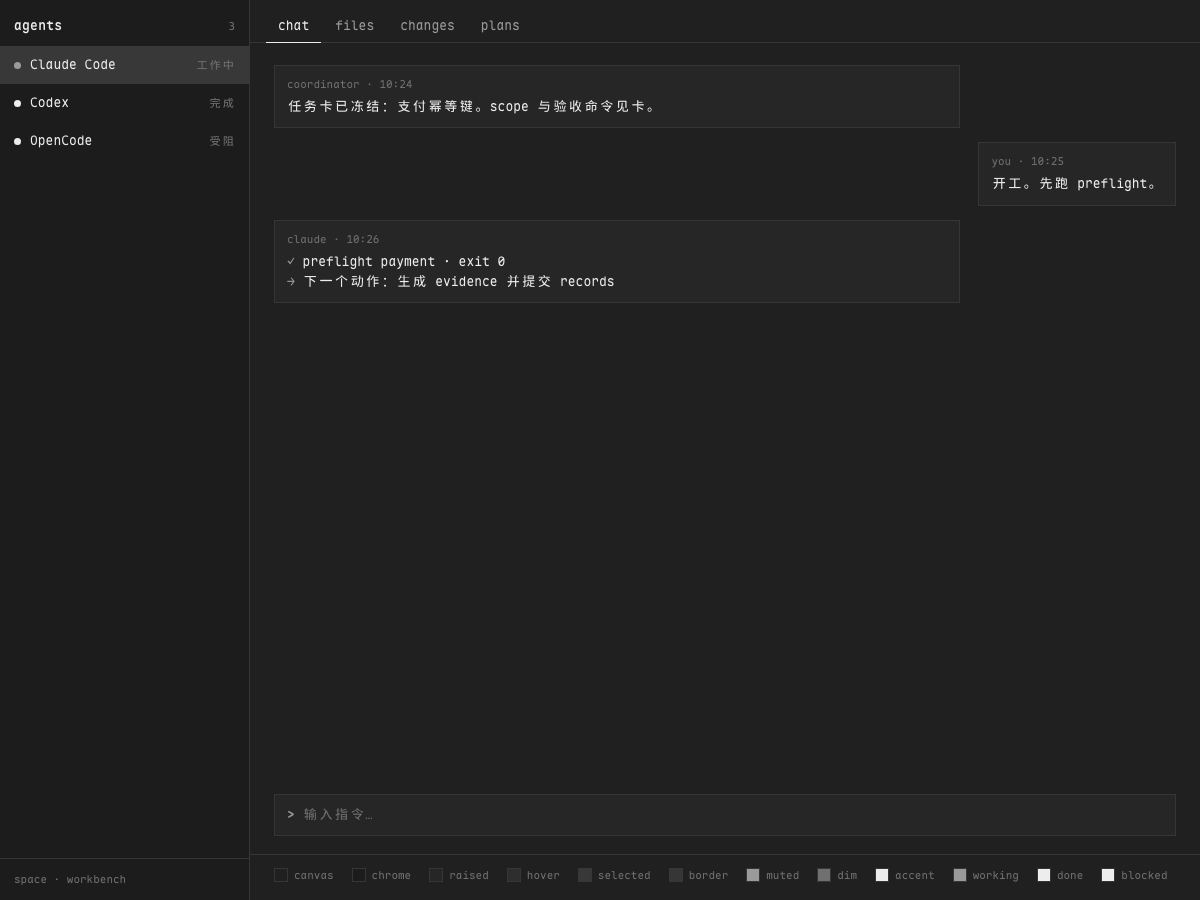 agents 3
Claude Code 工作中
Codex 完成
OpenCode 受阻
space · workbench
chat files changes plans
coordinator · 10:24
任务卡已冻结：支付幂等键。scope 与验收命令见卡。
you · 10:25
开工。先跑 preflight。
claude · 10:26
✓ preflight payment · exit 0
→ 下一个动作：生成 evidence 并提交 records
> 输入指令…
canvas chrome raised hover selected border muted dim accent working done blocked